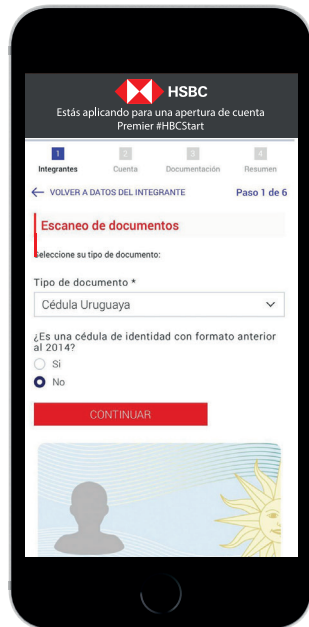 HSBC
Estás aplicando para una apertura de cuenta
Premier #HBCStart
1 2 3 4
Integrantes Cuenta Documentación Resumen
← VOLVER A DATOS DEL INTEGRANTE Paso 1 de 6
Escaneo de documentos
Seleccione su tipo de documento:
Tipo de documento *
Cédula Uruguaya
¿Es una cédula de identidad con formato anterior
al 2014?
Si
No
CONTINUAR